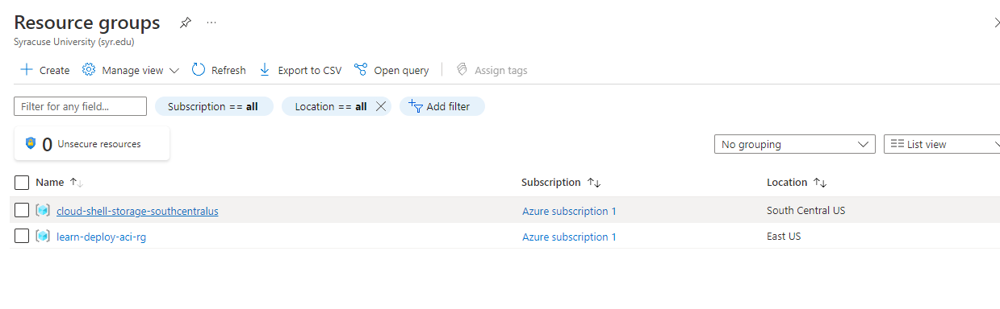 Resource groups
Syracuse University (syr.edu)
Create Manage view Refresh Export to CSV Open query Assign tags
Filter for any field... Subscription == all Location == all Add filter
0 Unsecure resources
No grouping List view
Name Subscription Location
cloud-shell-storage-southcentralus Azure subscription 1 South Central US
learn-deploy-aci-rg Azure subscription 1 East US